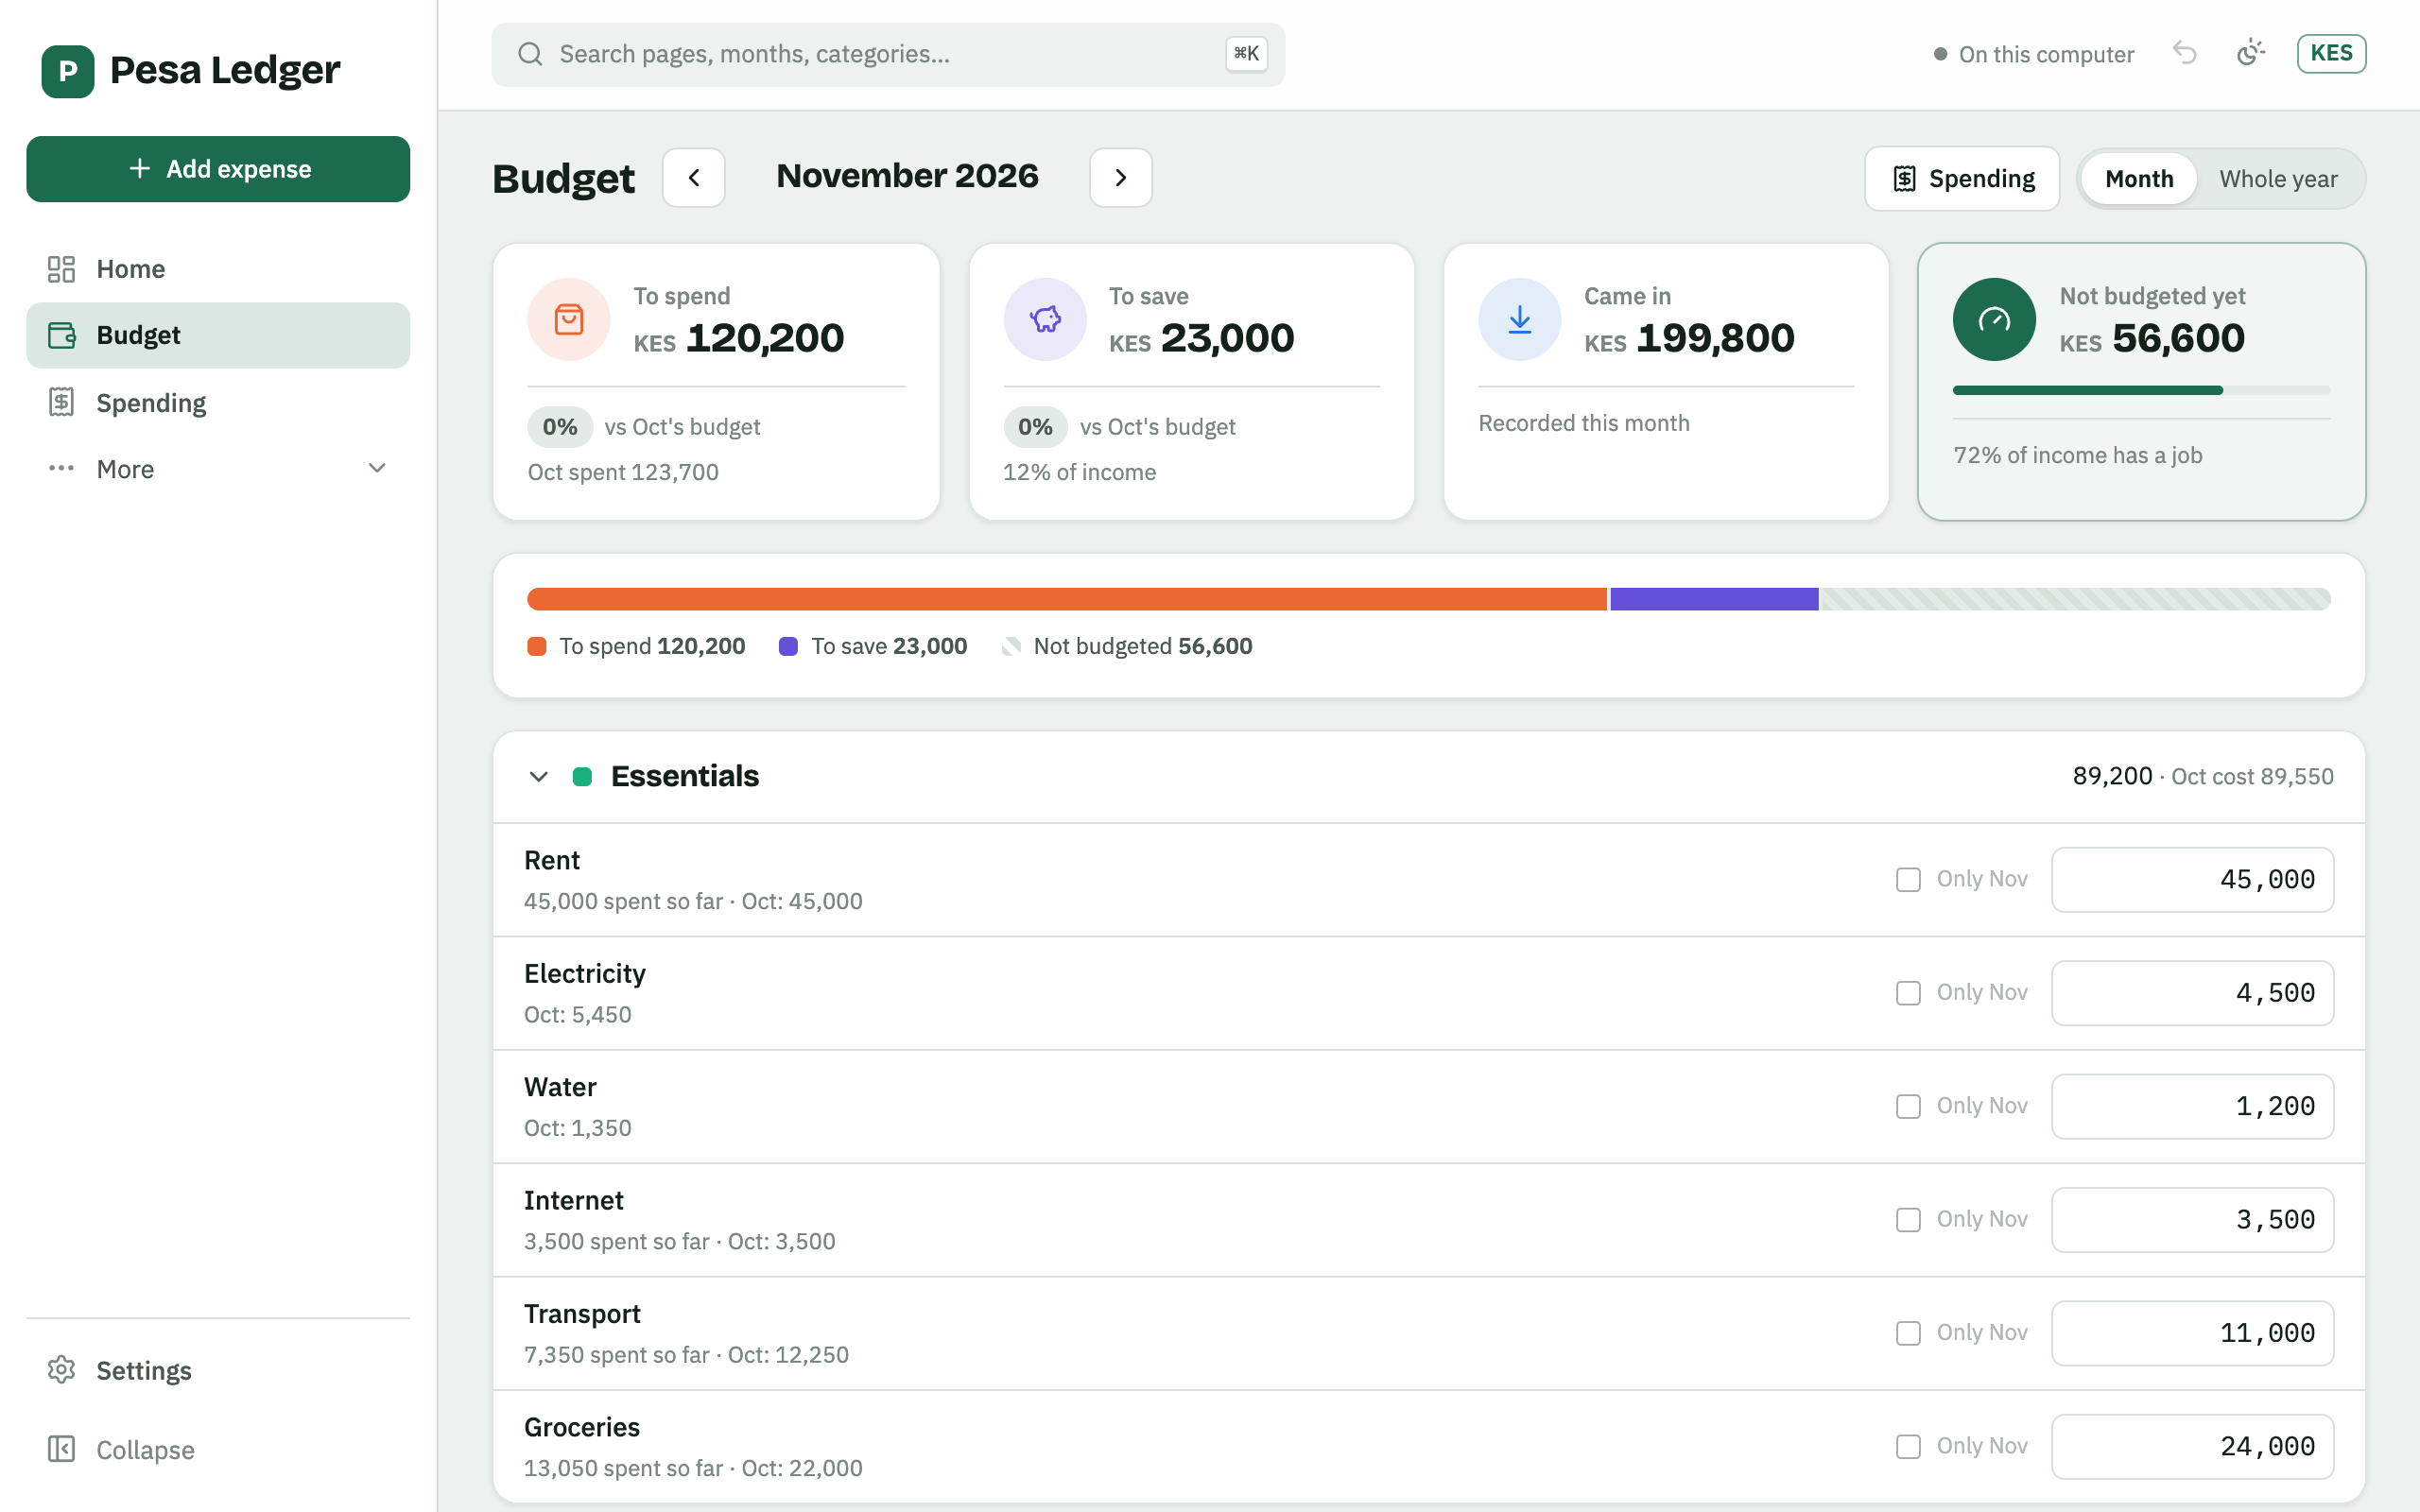 P Pesa Ledger
Search pages, months, categories... ⌘K
On this computer
KES
+ Add expense
Home
Budget
Spending
More
Settings
Collapse
Budget
November 2026
Spending
Month
Whole year
To spend
KES 120,200
0% vs Oct's budget
Oct spent 123,700
To save
KES 23,000
0% vs Oct's budget
12% of income
Came in
KES 199,800
Recorded this month
Not budgeted yet
KES 56,600
72% of income has a job
To spend 120,200 To save 23,000 Not budgeted 56,600
Essentials 89,200 · Oct cost 89,550
Rent
45,000 spent so far · Oct: 45,000
Only Nov 45,000
Electricity
Oct: 5,450
Only Nov 4,500
Water
Oct: 1,350
Only Nov 1,200
Internet
3,500 spent so far · Oct: 3,500
Only Nov 3,500
Transport
7,350 spent so far · Oct: 12,250
Only Nov 11,000
Groceries
13,050 spent so far · Oct: 22,000
Only Nov 24,000